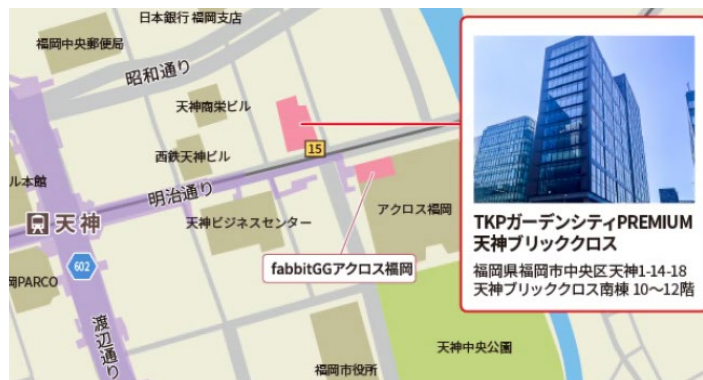 日本銀行 福岡支店
福岡中央郵便局
昭和通り
天神商栄ビル
西鉄天神ビル
15
ル本館
明治通り
天神
天神ビジネスセンター
アクロス福岡
602
fabbitGGアクロス福岡
岡PARCO
渡辺通り
福岡市役所
天神中央公園
TKPガーデンシティPREMIUM
天神ブリッククロス
福岡県福岡市中央区天神1-14-18
天神ブリッククロス南棟 10〜12階